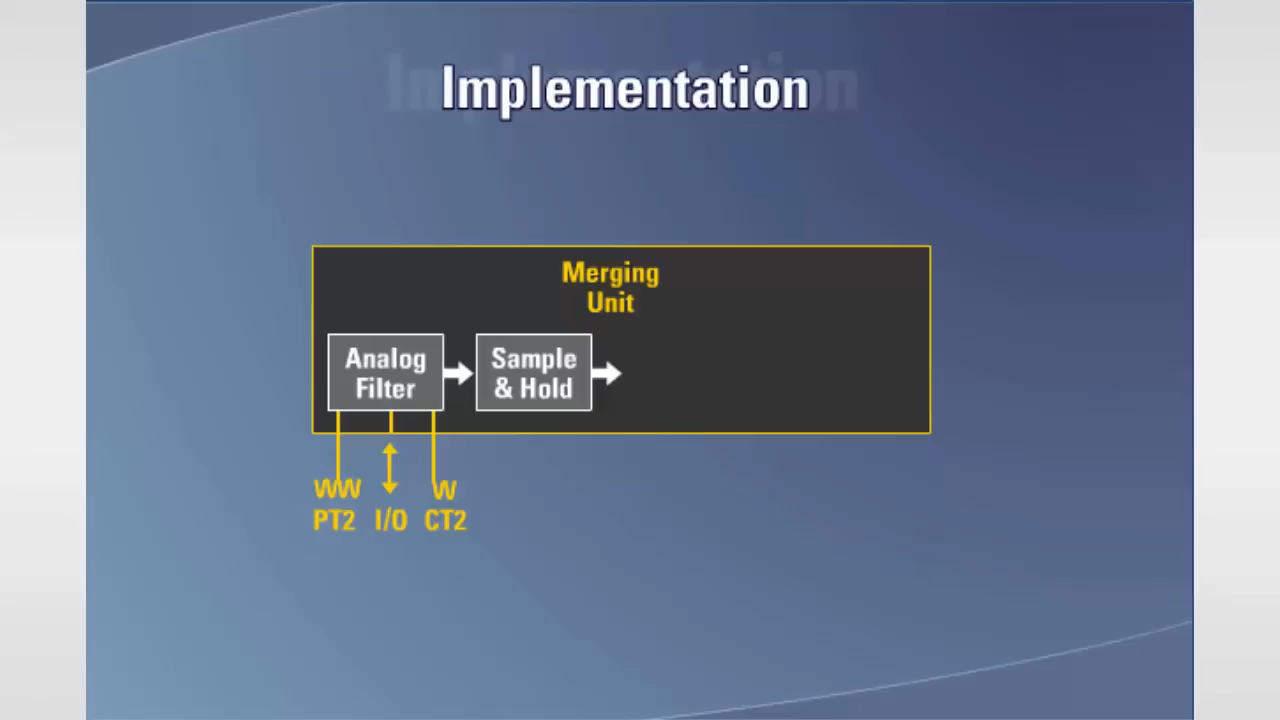 Implementation
Merging
Unit
Analog
Filter
Sample
& Hold
PT2 I/O CT2